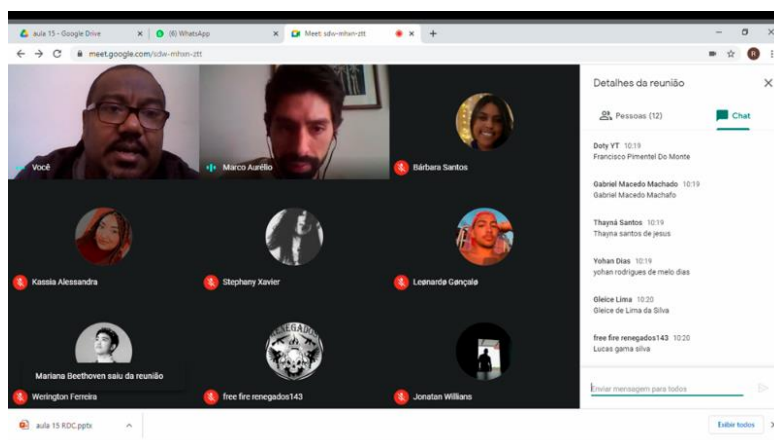 aula 15 - Google Drive
(6) WhatsApp
Meet: sdw-mhxn-ztt
meet.google.com/sdw-mhxn-ztt
R
Você
Marco Aurélio
Bárbara Santos
Kassia Alessandra
Stephany Xavier
Leønardø Gønçalø
Mariana Beethoven saiu da reunião
Werington Ferreira
RENEGADOS
free fire renegados143
Jonatan Willians
Detalhes da reunião
Pessoas (12)
Chat
Doty YT 10:19
Francisco Pimentel Do Monte
Gabriel Macedo Machado 10:19
Gabriel Macedo Machafo
Thayná Santos 10:19
Thayna santos de jesus
Yohan Dias 10:19
yohan rodrigues de melo dias
Gleice Lima 10:20
Gleice de Lima da Silva
free fire renegados143 10:20
Lucas gama silva
Enviar mensagem para todos
aula 15 RDC.pptx
Exibir todos